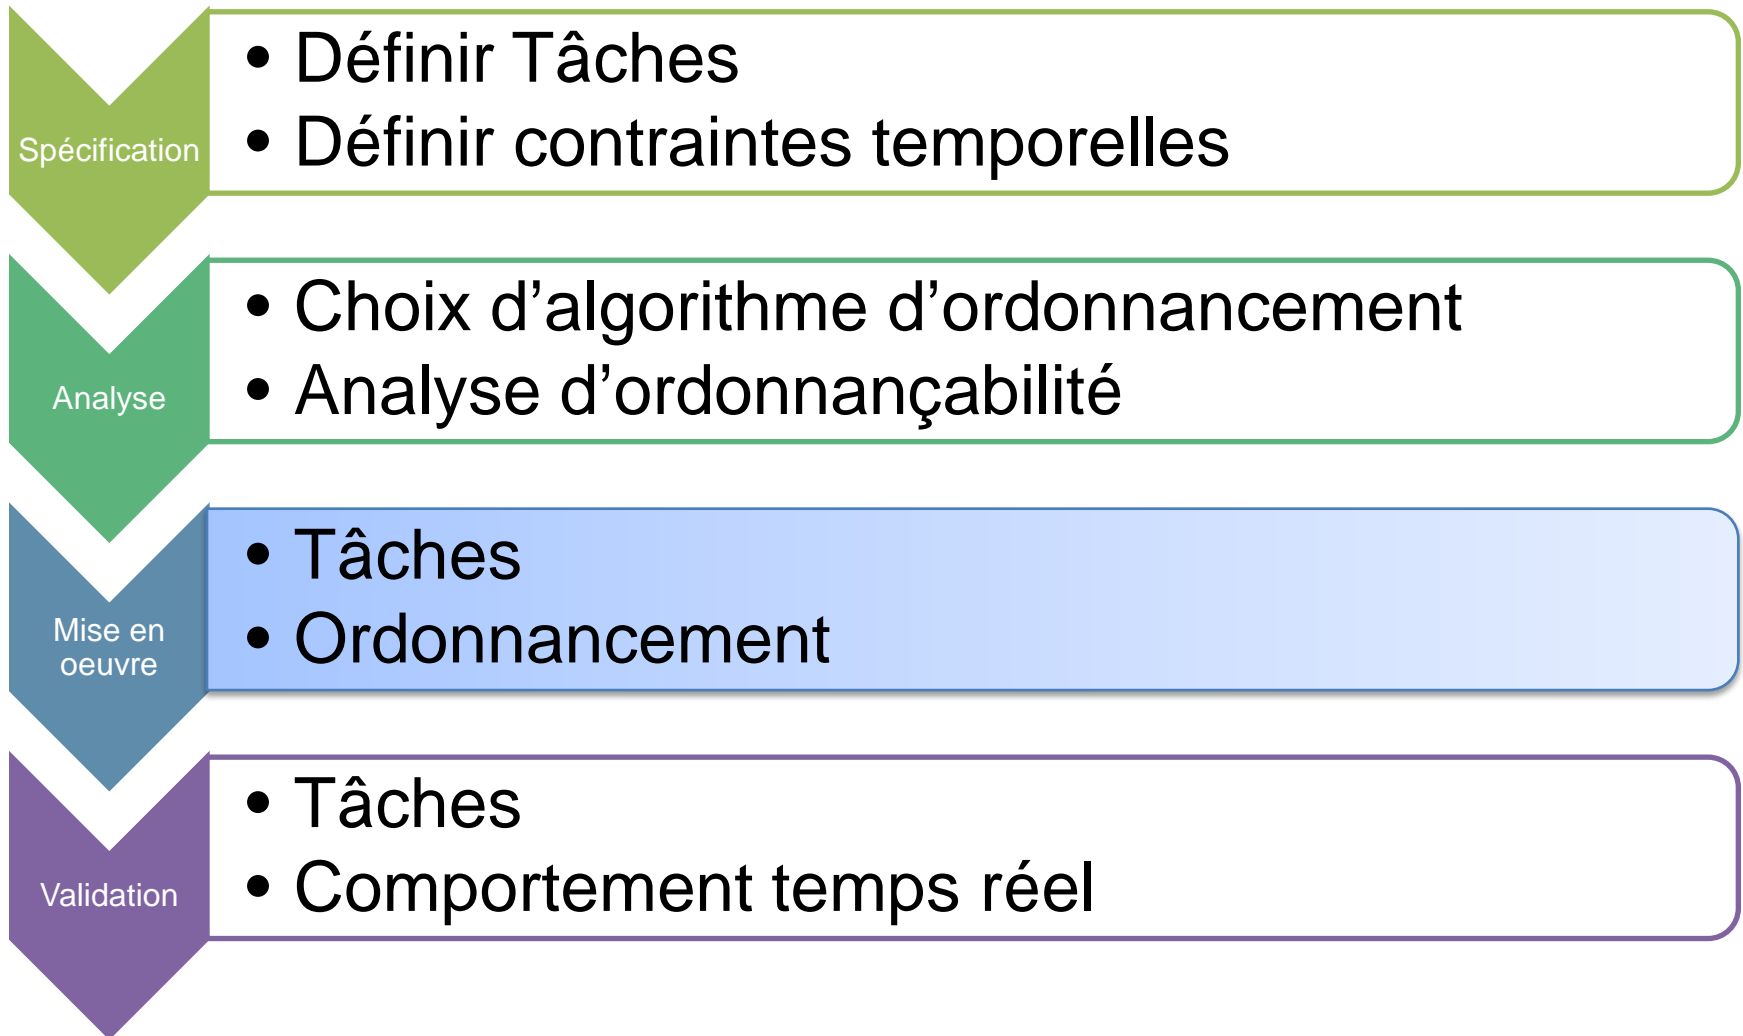 Spécification
• Définir Tâches
• Définir contraintes temporelles
Analyse
• Choix d’algorithme d’ordonnancement
• Analyse d’ordonnançabilité
Mise en
oeuvre
• Tâches
• Ordonnancement
Validation
• Tâches
• Comportement temps réel